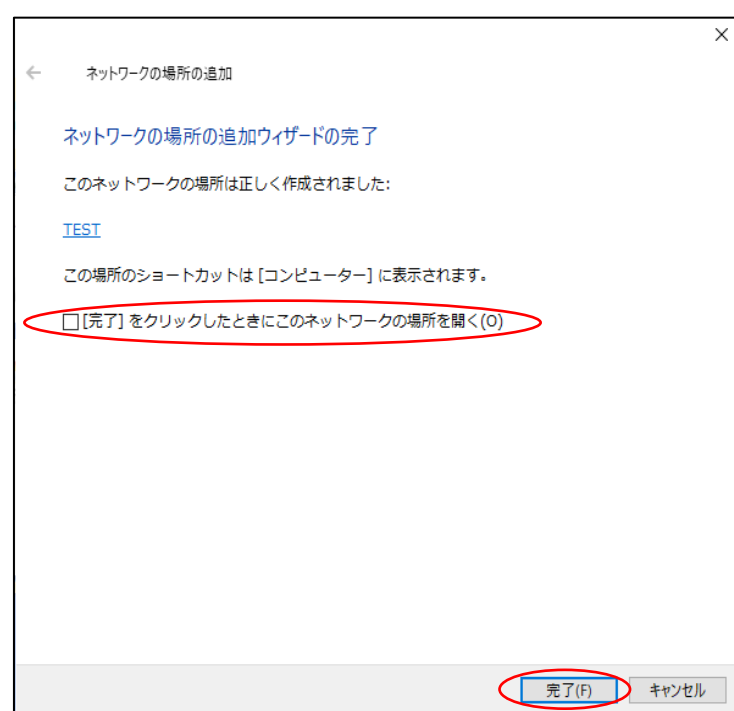 ネットワークの場所の追加
ネットワークの場所の追加ウィザードの完了
このネットワークの場所は正しく作成されました:
TEST
この場所のショートカットは [コンピューター] に表示されます。
[完了] をクリックしたときにこのネットワークの場所を開く(O)
完了(F) キャンセル